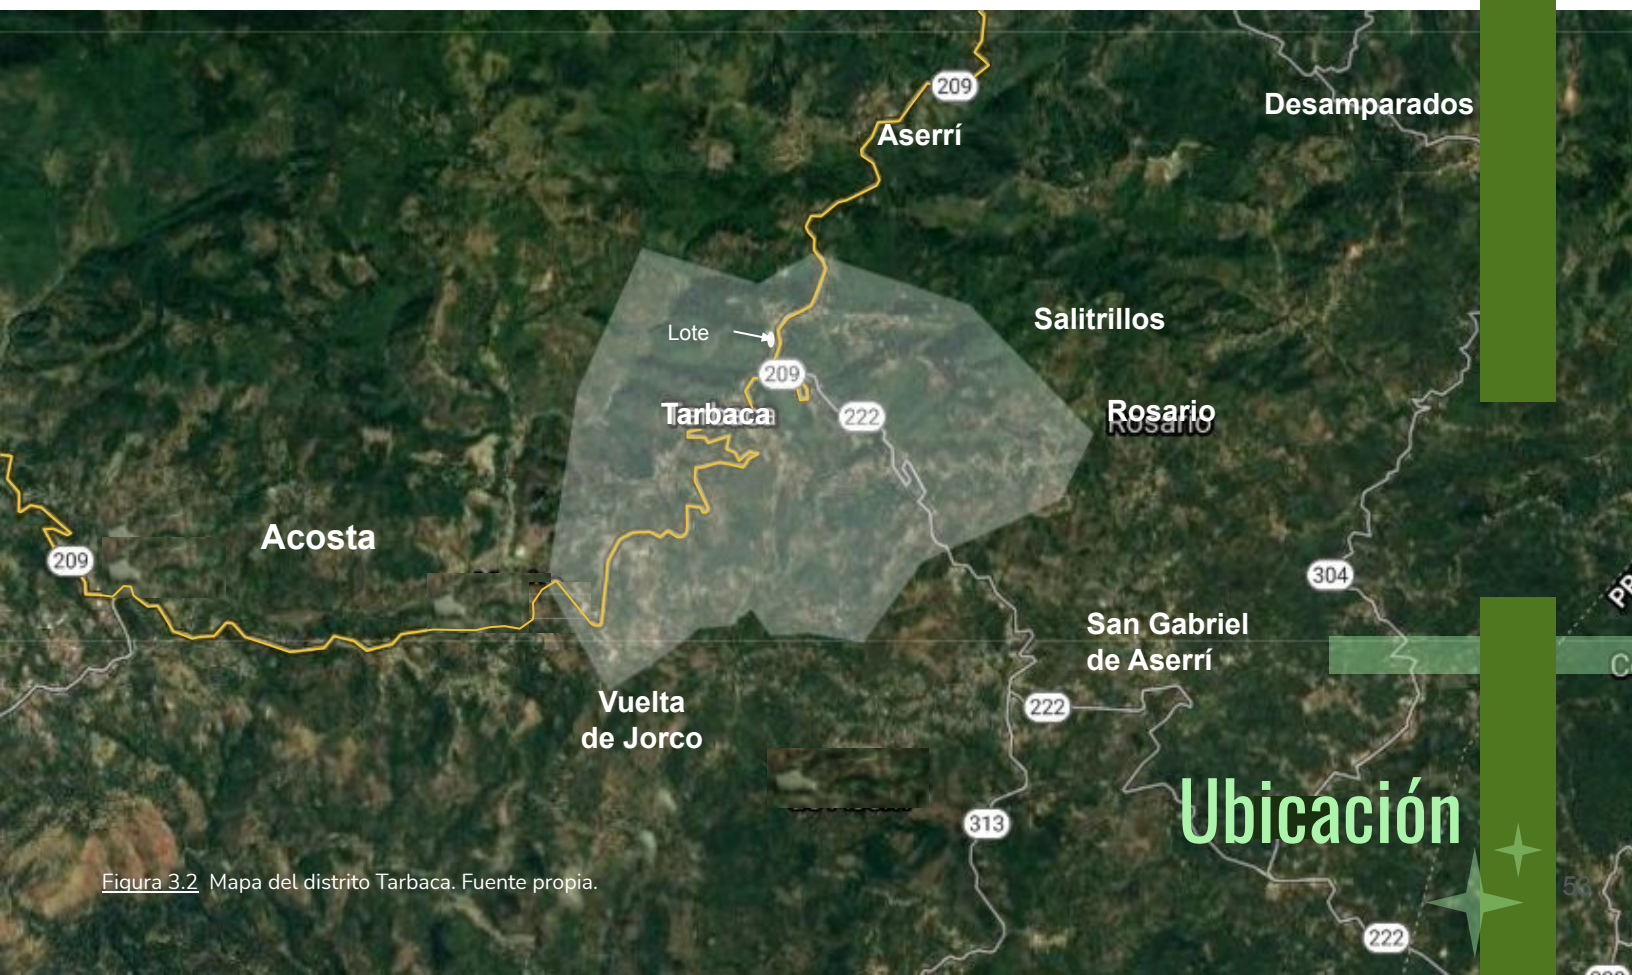 209
Desamparados
Aserrí
Salitrillos
Lote
209
Tarbaca
222
Rosario
Rosario
Acosta
209
304
San Gabriel
de Aserrí
Vuelta
de Jorco
222
Ubicación
313
Figura 3.2 Mapa del distrito Tarbaca. Fuente propia.
222